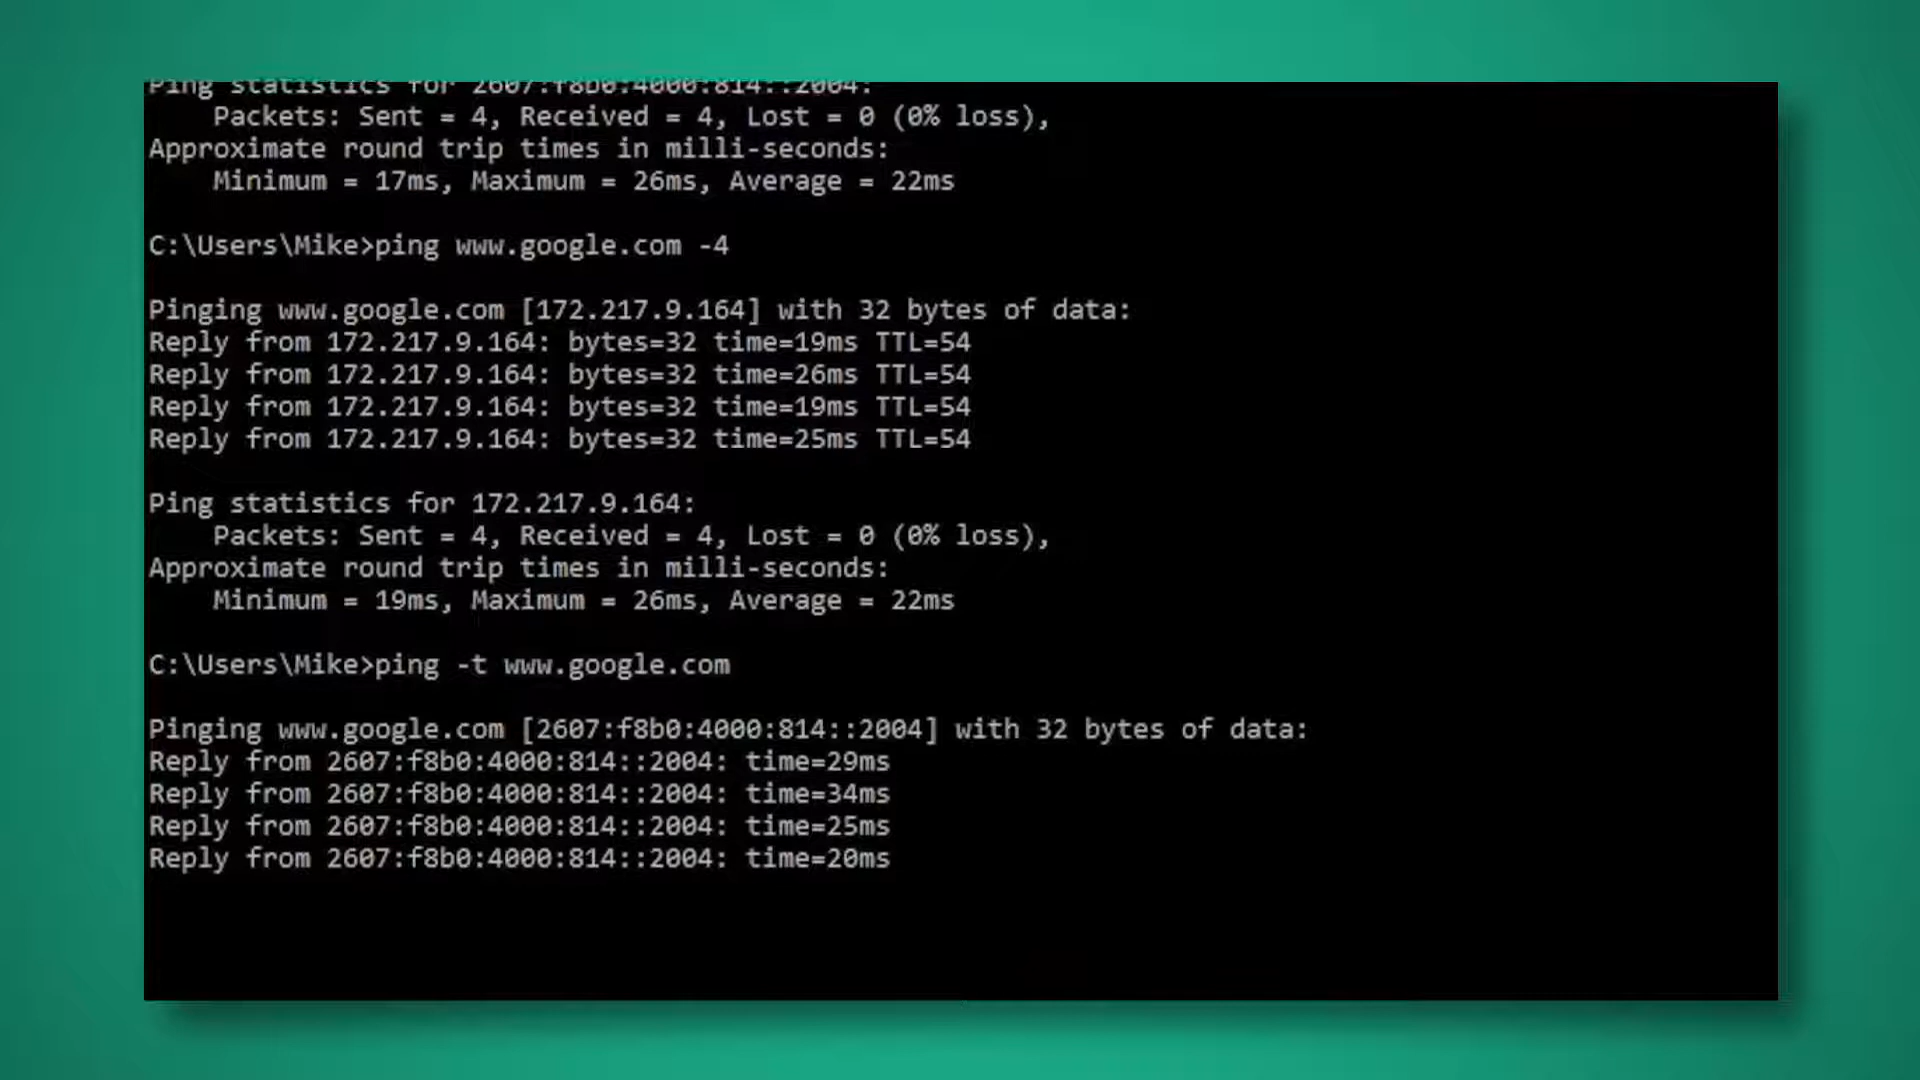 Ping statistics for 2607:f8b0:4000:814::2004:
    Packets: Sent = 4, Received = 4, Lost = 0 (0% loss),
Approximate round trip times in milli-seconds:
    Minimum = 17ms, Maximum = 26ms, Average = 22ms
C:\Users\Mike>ping www.google.com -4
Pinging www.google.com [172.217.9.164] with 32 bytes of data:
Reply from 172.217.9.164: bytes=32 time=19ms TTL=54
Reply from 172.217.9.164: bytes=32 time=26ms TTL=54
Reply from 172.217.9.164: bytes=32 time=19ms TTL=54
Reply from 172.217.9.164: bytes=32 time=25ms TTL=54
Ping statistics for 172.217.9.164:
    Packets: Sent = 4, Received = 4, Lost = 0 (0% loss),
Approximate round trip times in milli-seconds:
    Minimum = 19ms, Maximum = 26ms, Average = 22ms
C:\Users\Mike>ping -t www.google.com
Pinging www.google.com [2607:f8b0:4000:814::2004] with 32 bytes of data:
Reply from 2607:f8b0:4000:814::2004: time=29ms
Reply from 2607:f8b0:4000:814::2004: time=34ms
Reply from 2607:f8b0:4000:814::2004: time=25ms
Reply from 2607:f8b0:4000:814::2004: time=20ms